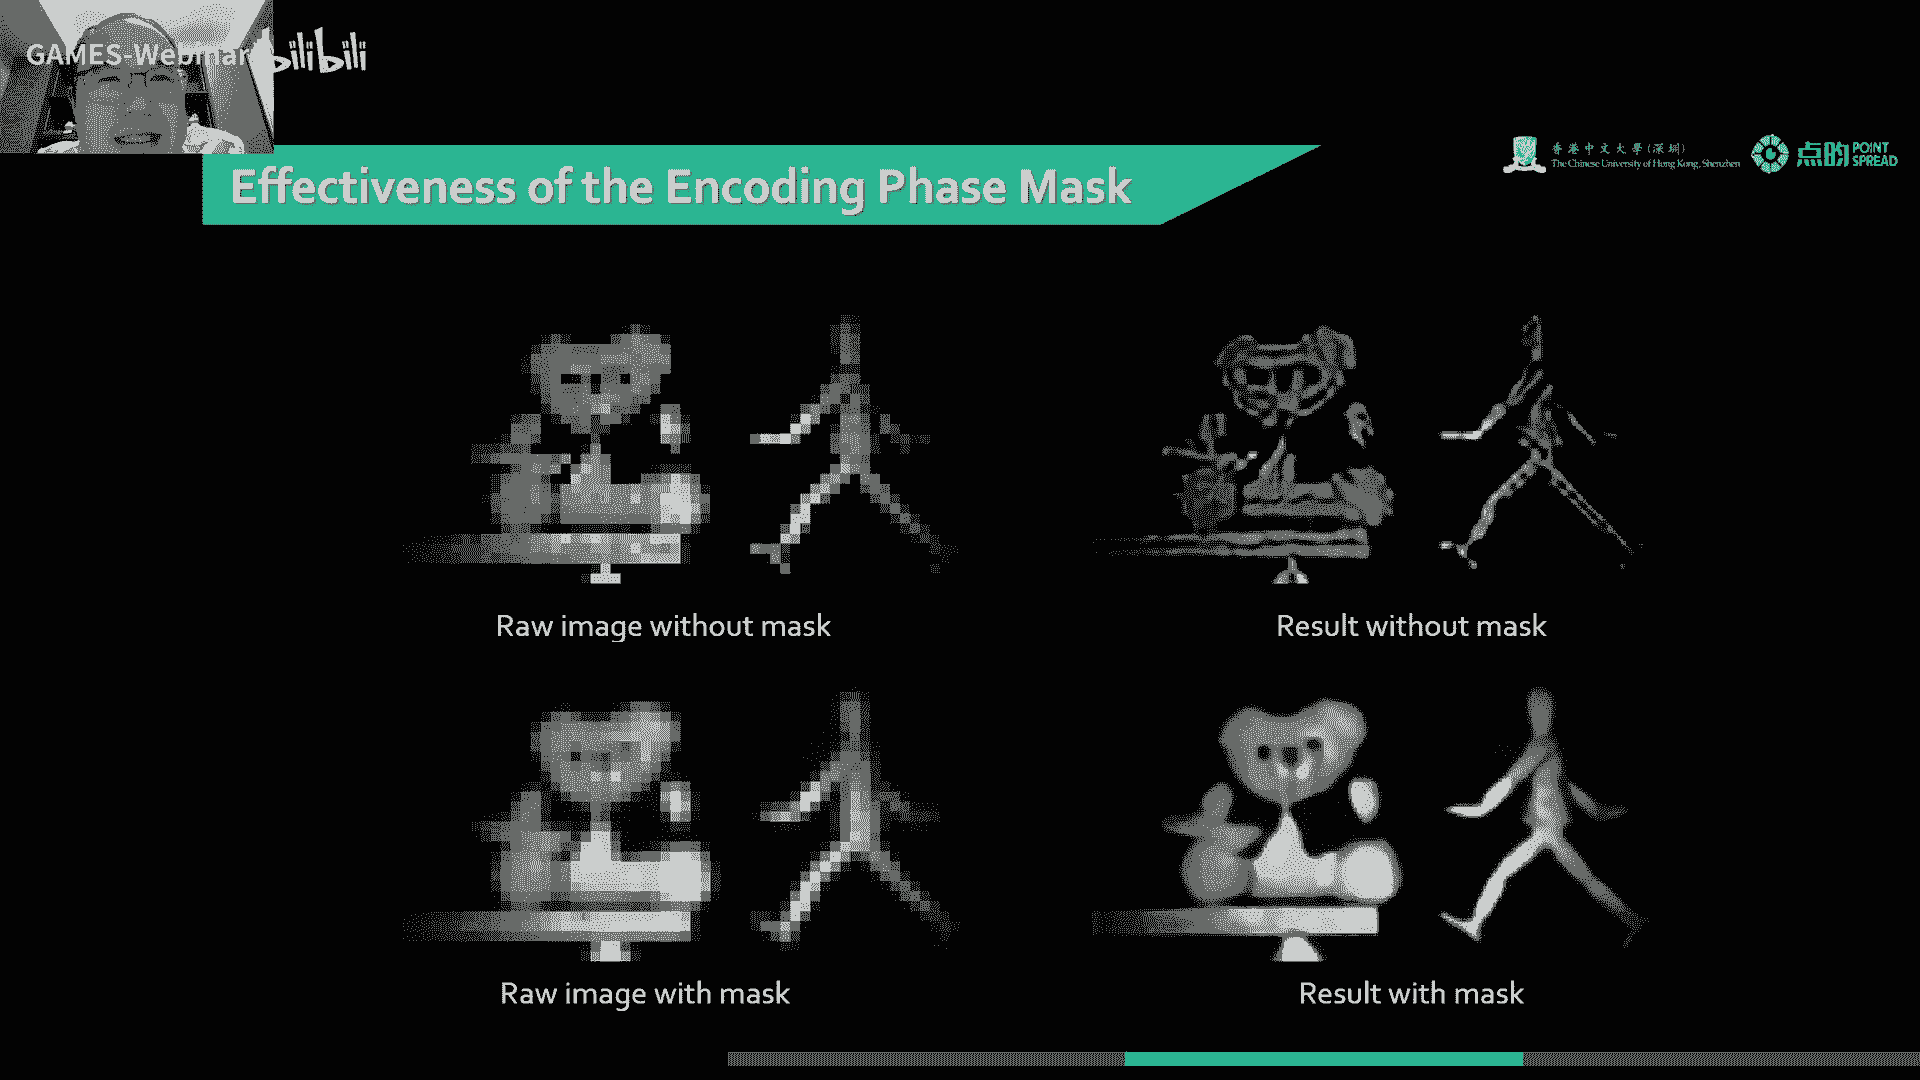 GAMES-Webinar bilibili
香港中文大學(深圳)
The Chinese University of Hong Kong, Shenzhen
点昀 POINT SPREAD
Effectiveness of the Encoding Phase Mask
Raw image without mask
Result without mask
Raw image with mask
Result with mask